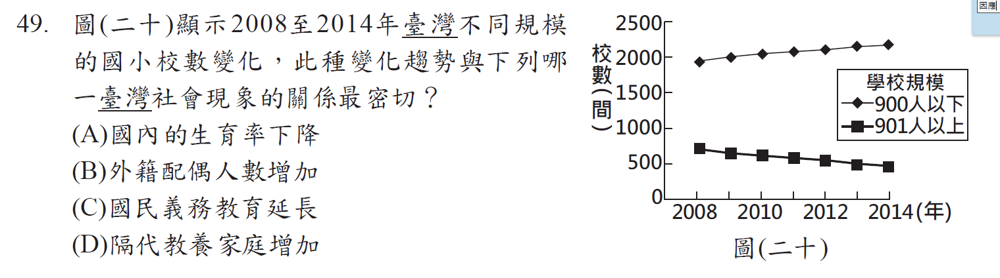 49. 圖(二十)顯示2008至2014年臺灣不同規模
的國小校數變化，此種變化趨勢與下列哪
一臺灣社會現象的關係最密切？
(A)國內的生育率下降
(B)外籍配偶人數增加
(C)國民義務教育延長
(D)隔代教養家庭增加
因應
校數(間)
2500
2000
1500
1000
500
0
2008 2010 2012 2014(年)
學校規模
900人以下
901人以上
圖(二十)